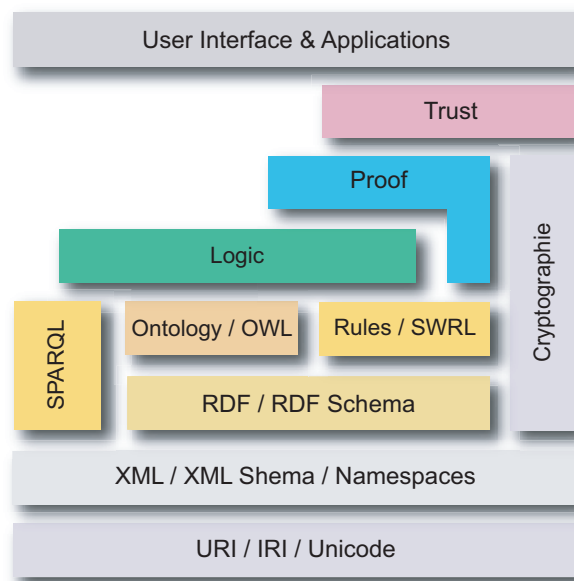 User Interface & Applications
Trust
Proof
Logic
Cryptographie
SPARQL
Ontology / OWL
Rules / SWRL
RDF / RDF Schema
XML / XML Shema / Namespaces
URI / IRI / Unicode